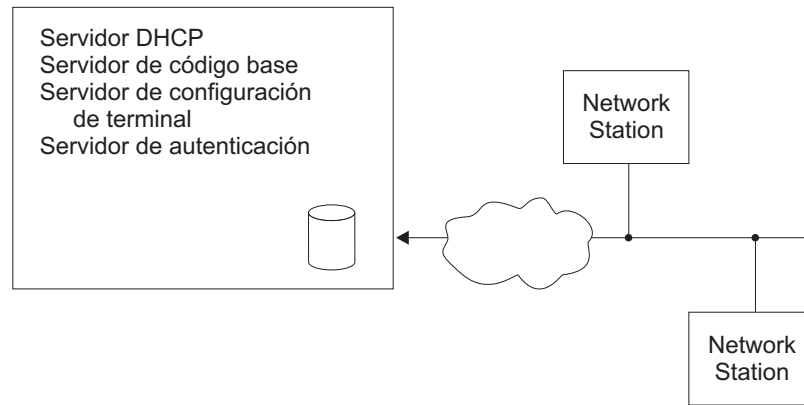 Servidor DHCP
Servidor de código base
Servidor de configuración
de terminal
Servidor de autenticación
Network
Station
Network
Station